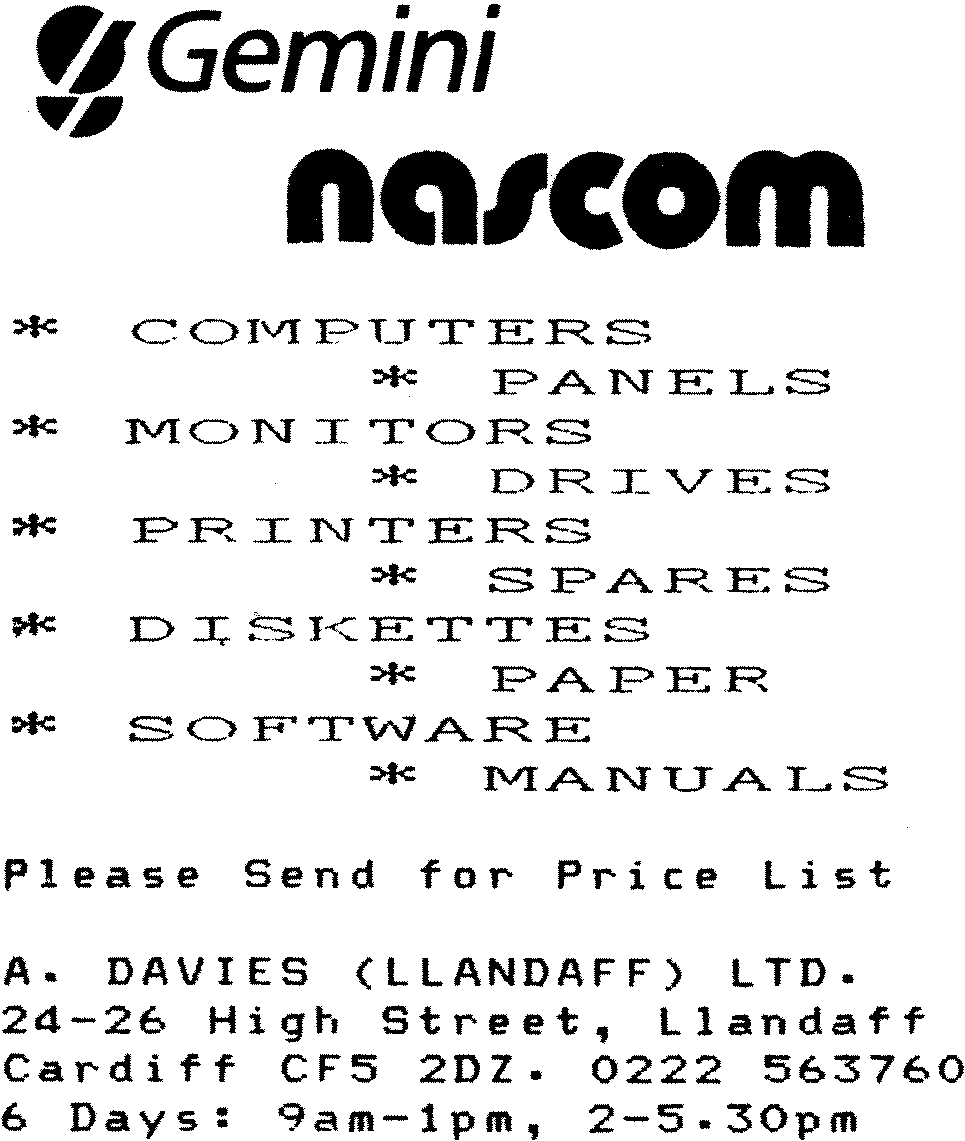 Gemini
nascom
* COMPUTERS
* PANELS
* MONITORS
* DRIVES
* PRINTERS
* SPARES
* DISKETTES
* PAPER
* SOFTWARE
* MANUALS
Please Send for Price List
A. DAVIES (LLANDAFF) LTD.
24-26 High Street, Llandaff
Cardiff CF5 2DZ. 0222 563760
6 Days: 9am-1pm, 2-5.30pm